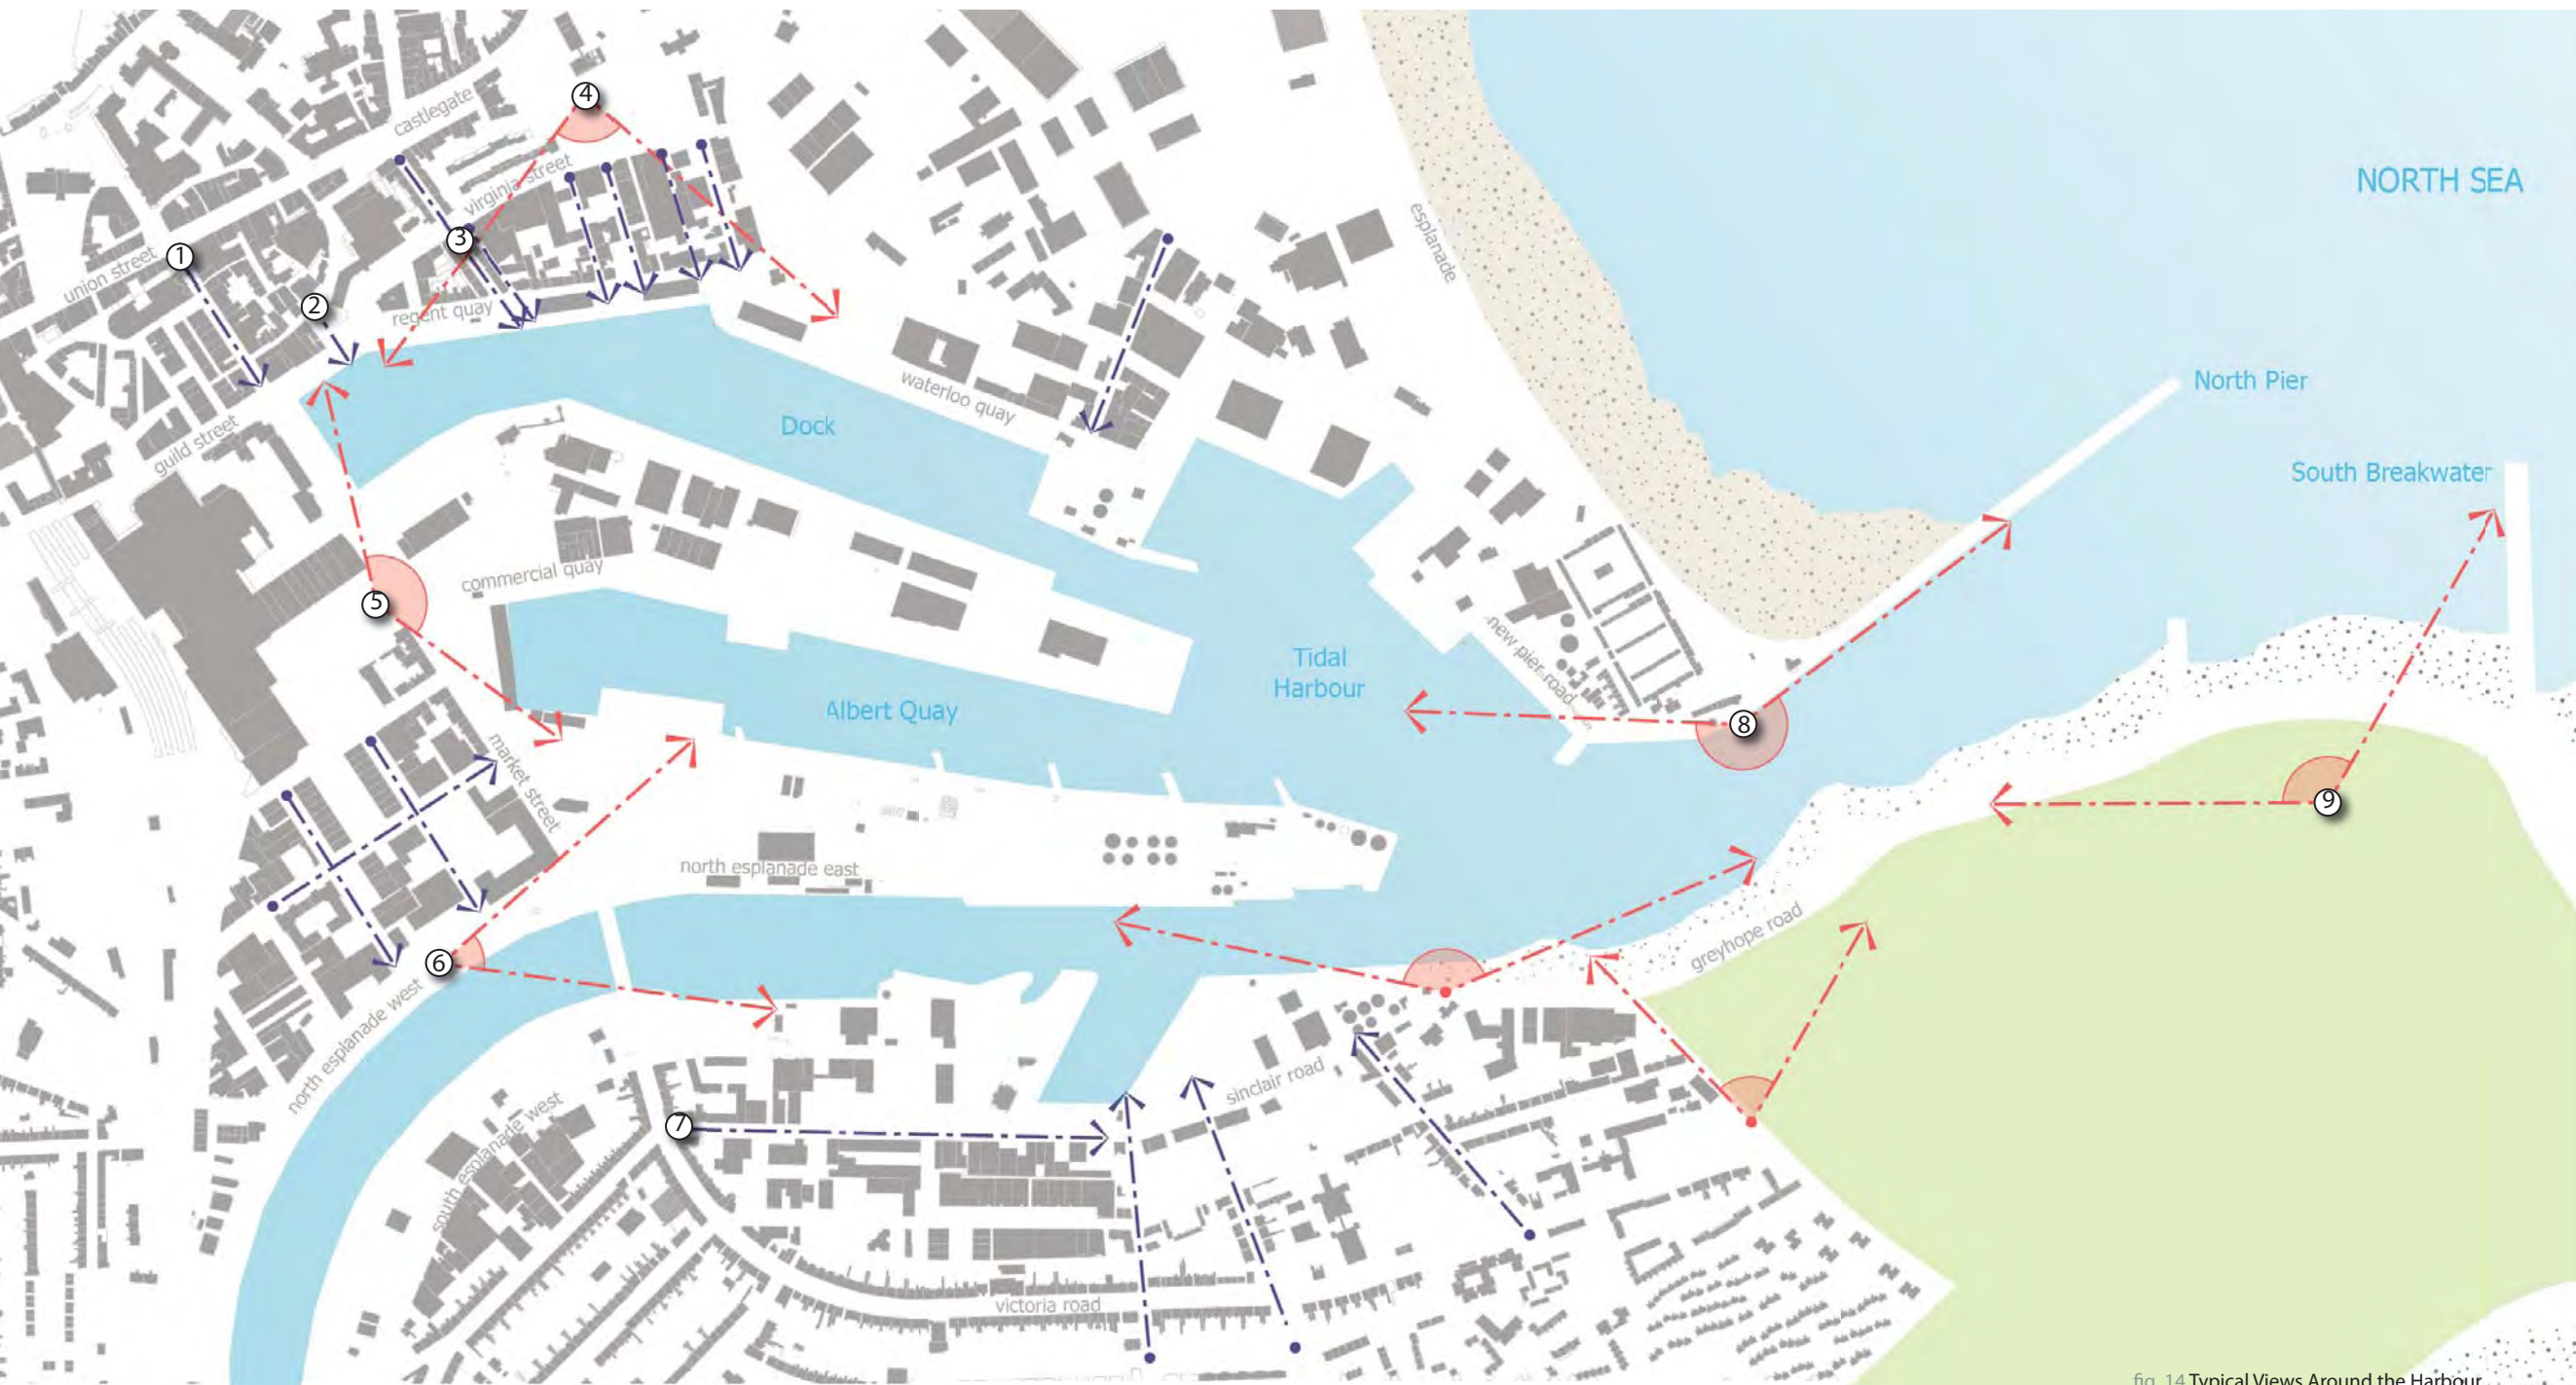 4
castlegate
NORTH SEA
virginia street
esplanade
3
1
union street
2
regent quay
North Pier
waterloo quay
Dock
guild street
South Breakwater
commercial quay
5
new pier road
Tidal
Harbour
Albert Quay
8
market street
9
north esplanade east
greyhope road
6
north esplanade west
sinclair road
south esplanade west
7
victoria road
fig. 14 Typical Views Around the Harbour